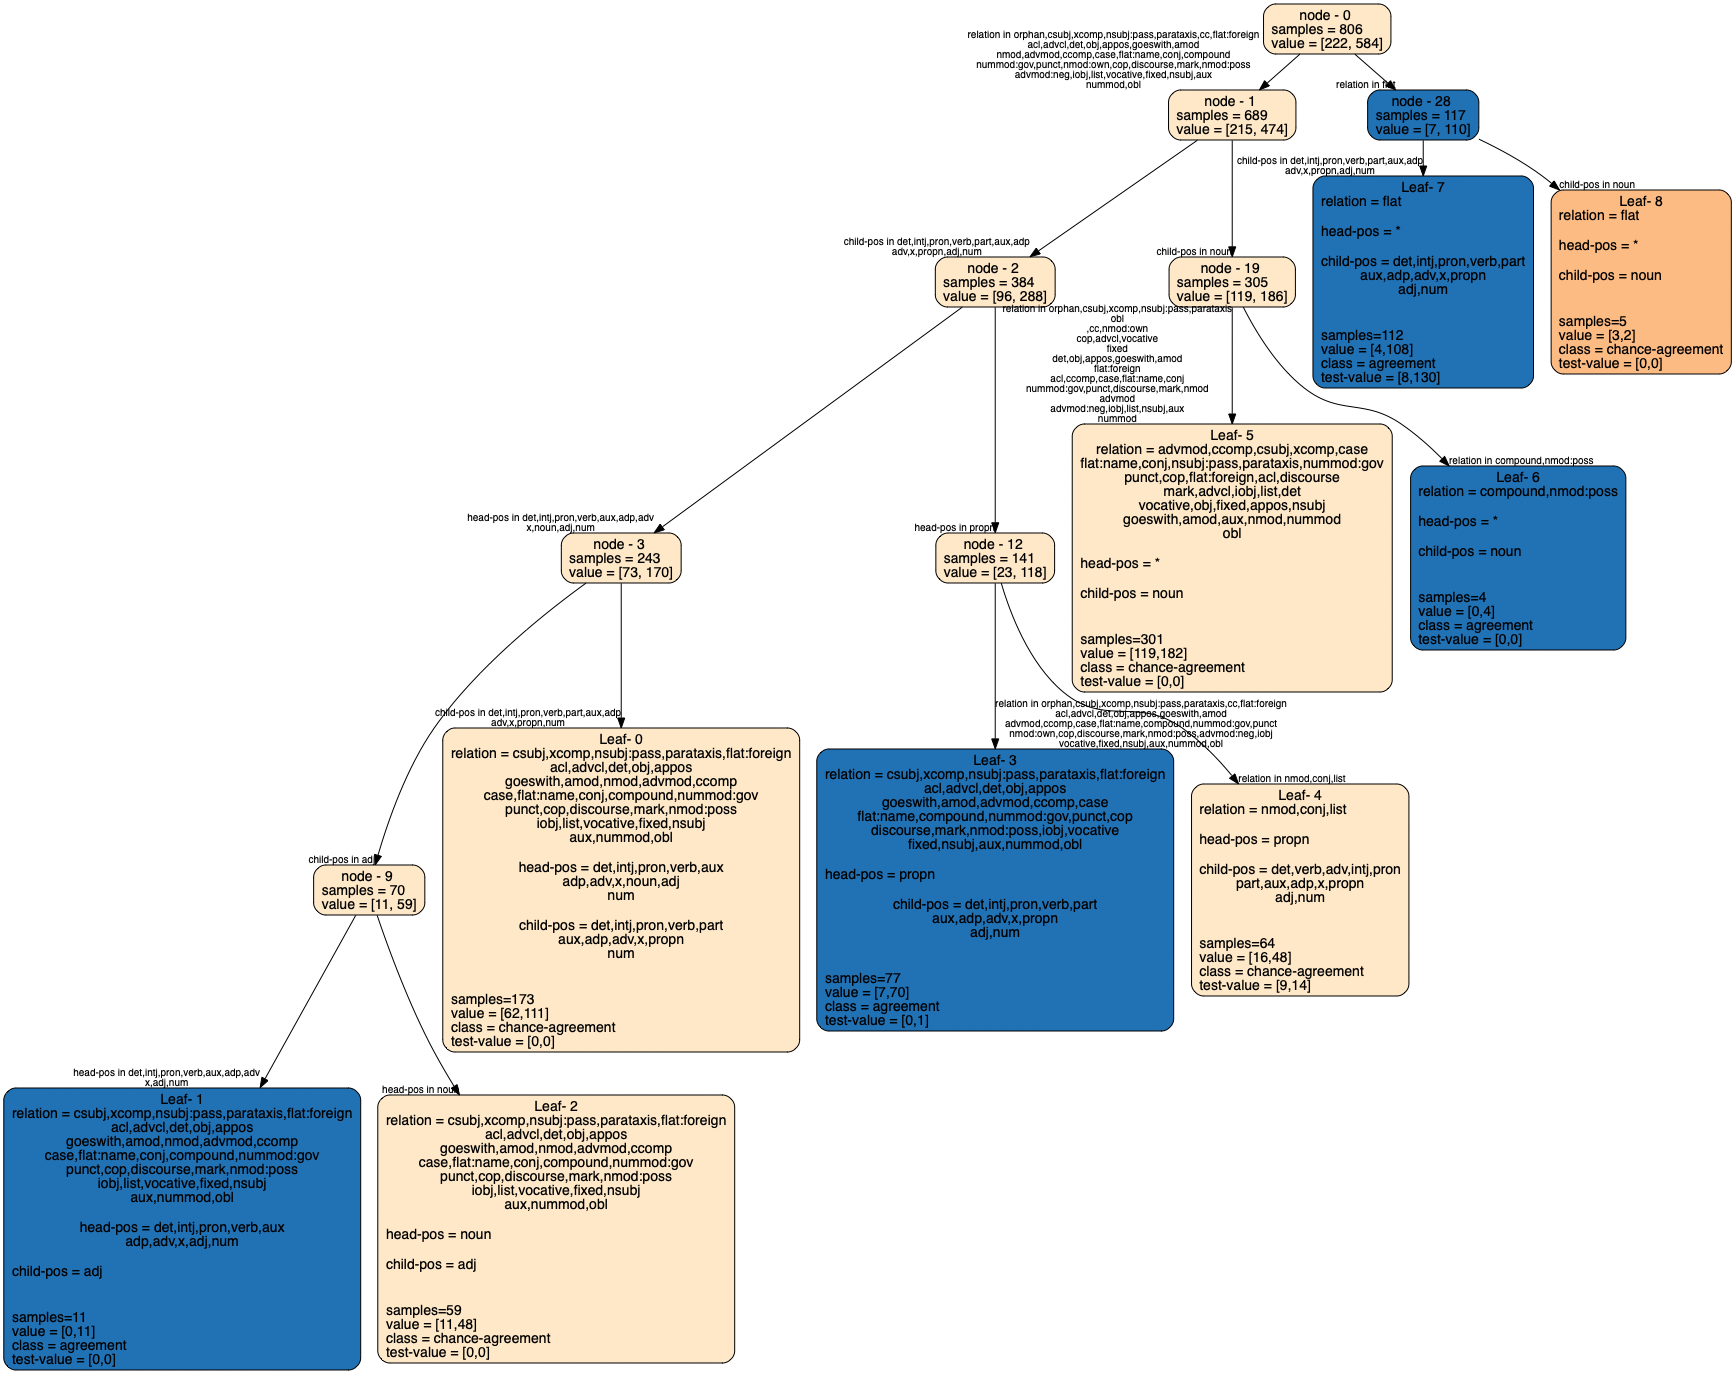 node - 0
samples = 806
value = [222, 584]
relation in orphan,csubj,xcomp,nsubj:pass,parataxis,cc,flat:foreign
acl,advcl,det,obj,appos,goeswith,amod
nmod,advmod,ccomp,case,flat:name,conj,compound
nummod:gov,punct,nmod:own,cop,discourse,mark,nmod:poss
advmod:neg,iobj,list,vocative,fixed,nsubj,aux
nummod,obl
relation in flat
node - 1
samples = 689
value = [215, 474]
node - 28
samples = 117
value = [7, 110]
child-pos in det,intj,pron,verb,part,aux,adp
adv,x,propn,adj,num
child-pos in noun
Leaf- 7
relation = flat
head-pos = *
child-pos = det,intj,pron,verb,part
aux,adp,adv,x,propn
adj,num
samples=112
value = [4,108]
class = agreement
test-value = [8,130]
Leaf- 8
relation = flat
head-pos = *
child-pos = noun
samples=5
value = [3,2]
class = chance-agreement
test-value = [0,0]
child-pos in det,intj,pron,verb,part,aux,adp
adv,x,propn,adj,num
child-pos in noun
node - 2
samples = 384
value = [96, 288]
node - 19
samples = 305
value = [119, 186]
relation in orphan,csubj,xcomp,nsubj:pass,parataxis
obl
,cc,nmod:own
cop,advcl,vocative
fixed
det,obj,appos,goeswith,amod
flat:foreign
acl,ccomp,case,flat:name,conj
nummod:gov,punct,discourse,mark,nmod
advmod
advmod:neg,iobj,list,nsubj,aux
nummod
Leaf- 5
relation = advmod,ccomp,csubj,xcomp,case
flat:name,conj,nsubj:pass,parataxis,nummod:gov
punct,cop,flat:foreign,acl,discourse
mark,advcl,iobj,list,det
vocative,obj,fixed,appos,nsubj
goeswith,amod,aux,nmod,nummod
obl
head-pos = *
child-pos = noun
samples=301
value = [119,182]
class = chance-agreement
test-value = [0,0]
relation in compound,nmod:poss
Leaf- 6
relation = compound,nmod:poss
head-pos = *
child-pos = noun
samples=4
value = [0,4]
class = agreement
test-value = [0,0]
head-pos in det,intj,pron,verb,aux,adp,adv
x,noun,adj,num
head-pos in propn
node - 3
samples = 243
value = [73, 170]
node - 12
samples = 141
value = [23, 118]
child-pos in det,intj,pron,verb,part,aux,adp
adv,x,propn,num
Leaf- 0
relation = csubj,xcomp,nsubj:pass,parataxis,flat:foreign
acl,advcl,det,obj,appos
goeswith,amod,nmod,advmod,ccomp
case,flat:name,conj,compound,nummod:gov
punct,cop,discourse,mark,nmod:poss
iobj,list,vocative,fixed,nsubj
aux,nummod,obl
head-pos = det,intj,pron,verb,aux
adp,adv,x,noun,adj
num
child-pos = det,intj,pron,verb,part
aux,adp,adv,x,propn
num
samples=173
value = [62,111]
class = chance-agreement
test-value = [0,0]
relation in orphan,csubj,xcomp,nsubj:pass,parataxis,cc,flat:foreign
acl,advcl,det,obj,appos,goeswith,amod
advmod,ccomp,case,flat:name,compound,nummod:gov,punct
nmod:own,cop,discourse,mark,nmod:poss,advmod:neg,iobj
vocative,fixed,nsubj,aux,nummod,obl
Leaf- 3
relation = csubj,xcomp,nsubj:pass,parataxis,flat:foreign
acl,advcl,det,obj,appos
goeswith,amod,advmod,ccomp,case
flat:name,compound,nummod:gov,punct,cop
discourse,mark,nmod:poss,iobj,vocative
fixed,nsubj,aux,nummod,obl
head-pos = propn
child-pos = det,intj,pron,verb,part
aux,adp,adv,x,propn
adj,num
samples=77
value = [7,70]
class = agreement
test-value = [0,1]
relation in nmod,conj,list
Leaf- 4
relation = nmod,conj,list
head-pos = propn
child-pos = det,verb,adv,intj,pron
part,aux,adp,x,propn
adj,num
samples=64
value = [16,48]
class = chance-agreement
test-value = [9,14]
child-pos in adj
node - 9
samples = 70
value = [11, 59]
head-pos in det,intj,pron,verb,aux,adp,adv
x,adj,num
Leaf- 1
relation = csubj,xcomp,nsubj:pass,parataxis,flat:foreign
acl,advcl,det,obj,appos
goeswith,amod,nmod,advmod,ccomp
case,flat:name,conj,compound,nummod:gov
punct,cop,discourse,mark,nmod:poss
iobj,list,vocative,fixed,nsubj
aux,nummod,obl
head-pos = det,intj,pron,verb,aux
adp,adv,x,adj,num
child-pos = adj
samples=11
value = [0,11]
class = agreement
test-value = [0,0]
head-pos in noun
Leaf- 2
relation = csubj,xcomp,nsubj:pass,parataxis,flat:foreign
acl,advcl,det,obj,appos
goeswith,amod,nmod,advmod,ccomp
case,flat:name,conj,compound,nummod:gov
punct,cop,discourse,mark,nmod:poss
iobj,list,vocative,fixed,nsubj
aux,nummod,obl
head-pos = noun
child-pos = adj
samples=59
value = [11,48]
class = chance-agreement
test-value = [0,0]